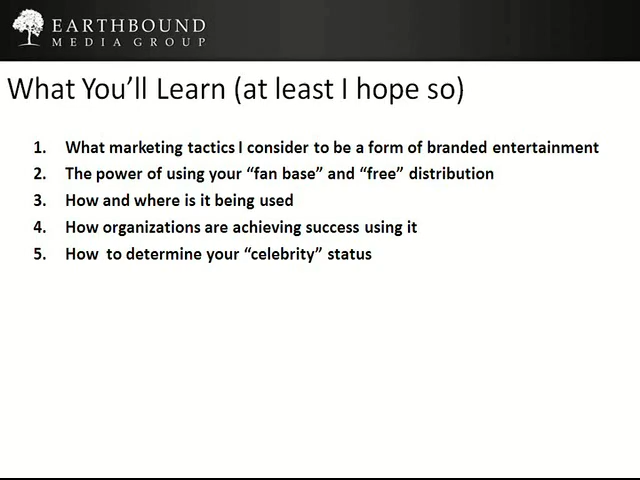 EARTHBOUND
MEDIA GROUP
What You'll Learn (at least I hope so)
1. What marketing tactics I consider to be a form of branded entertainment
2. The power of using your “fan base” and “free” distribution
3. How and where is it being used
4. How organizations are achieving success using it
5. How to determine your “celebrity” status